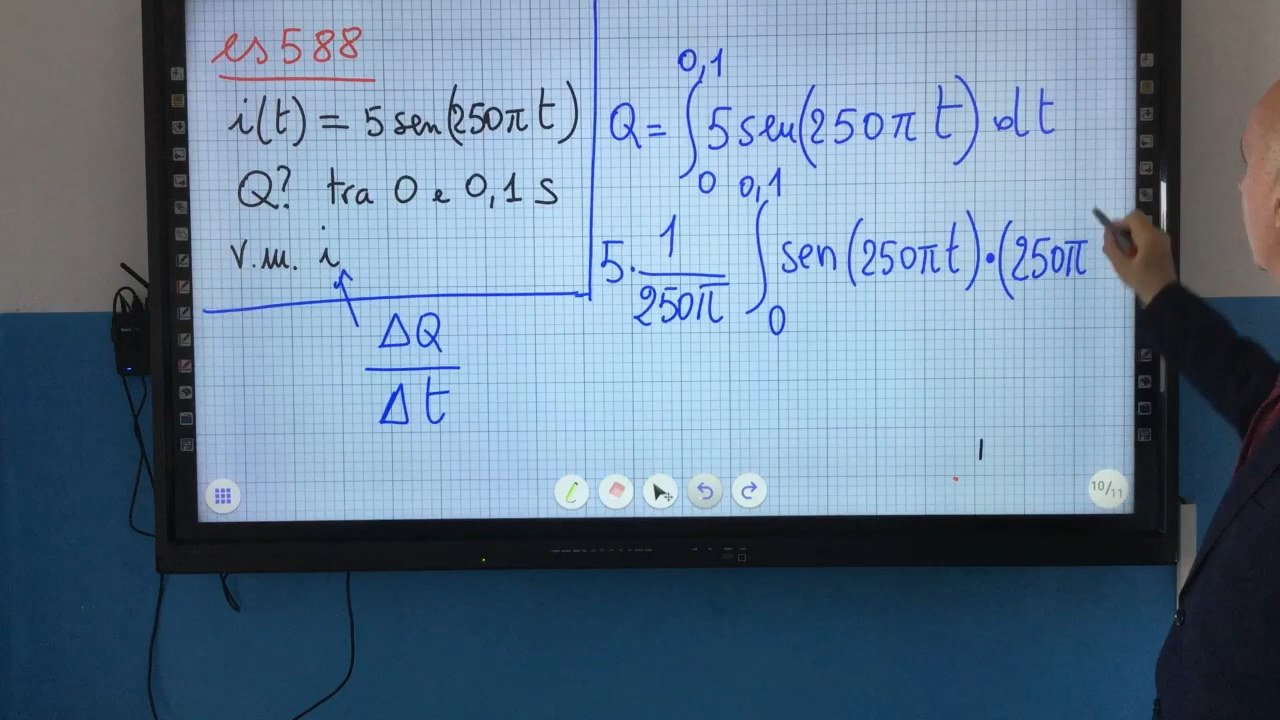 es 588
i(t) = 5 sen(250π t)
Q? tra 0 e 0,1 s
v.m. i
ΔQ
Δt
0,1
Q = ∫ 5 sen(250π t) dt
0
0,1
5 · 1/250π ∫ sen(250πt)·(250π
0
10/11